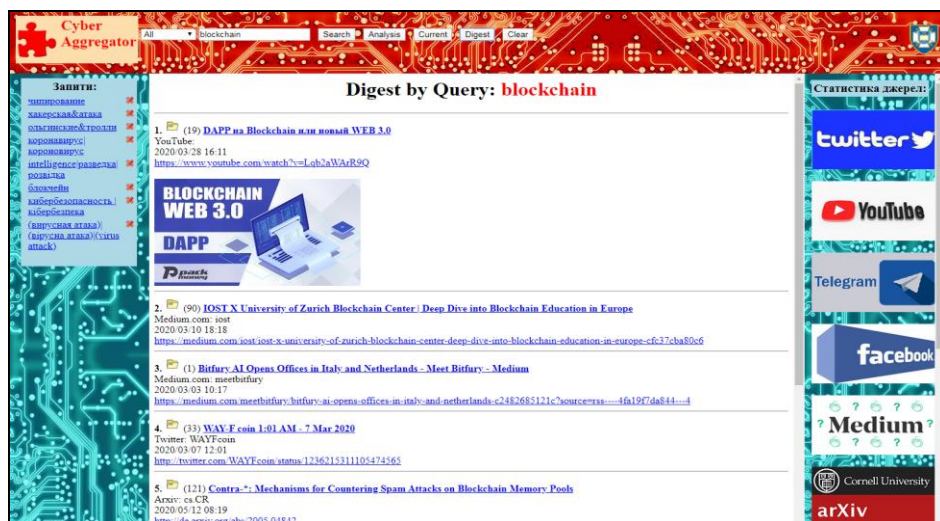 Cyber
Aggregator
All blockchain Search Analysis Current Digest Clear
Запити:
чипирование
хакерская&атака
ольгинские&тролли
коронавирус|
короновирус
intelligence|разведка|
розвідка
блокчейн
кибербезопасность |
кібербезпека
(вирусная атака)|
(вірусна атака)|(virus
attack)
Digest by Query: blockchain
1. (19) DAPP на Blockchain или новый WEB 3.0
YouTube:
2020/03/28 16:11
https://www.youtube.com/watch?v=Lqb2aWArR9Q
BLOCKCHAIN
WEB 3.0
DAPP
pack
money
2. (90) IOST X University of Zurich Blockchain Center | Deep Dive into Blockchain Education in Europe
Medium.com: iost
2020/03/10 18:18
https://medium.com/iost/iost-x-university-of-zurich-blockchain-center-deep-dive-into-blockchain-education-in-europe-cfc37cba80c6
3. (1) Bitfury AI Opens Offices in Italy and Netherlands - Meet Bitfury - Medium
Medium.com: meetbitfury
2020/03/03 10:17
https://medium.com/meetbitfury/bitfury-ai-opens-offices-in-italy-and-netherlands-c2482685121c?source=rss----4fa19f7da844---4
4. (33) WAY-F coin 1:01 AM - 7 Mar 2020
Twitter: WAYFcoin
2020/03/07 12:01
http://twitter.com/WAYFcoin/status/1236215311105474565
5. (121) Contra-*: Mechanisms for Countering Spam Attacks on Blockchain Memory Pools
Arxiv: cs.CR
2020/05/12 08:19
http://de.arxiv.org/abs/2005.04842
Статистика джерел:
twitter
YouTube
Telegram
facebook
? ? ? ?
? Medium ?
? ? ? ?
Cornell University
arXiv